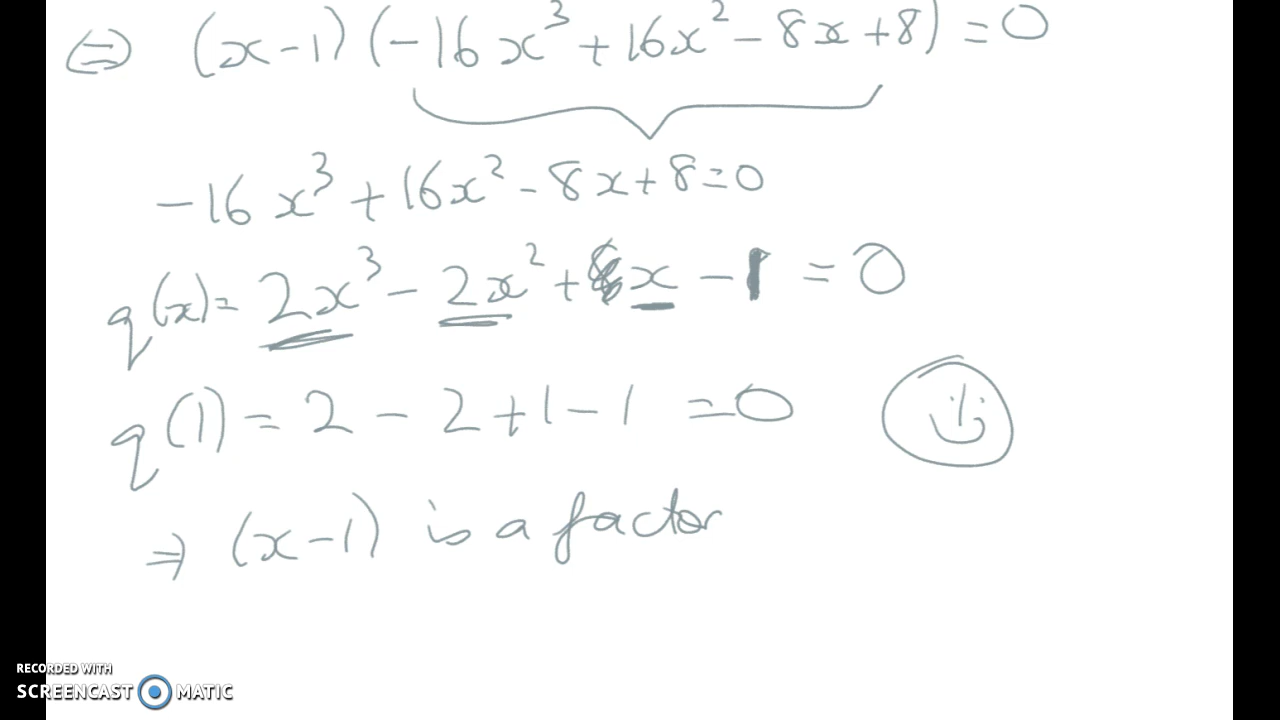 ⇔ (x-1)(-16x³+16x²-8x+8)=0
-16x³+16x²-8x+8=0
q(x)= 2x³-2x²+x-1=0
q(1)=2-2+1-1=0
⇒ (x-1) is a factor
RECORDED WITH
SCREENCAST MATIC